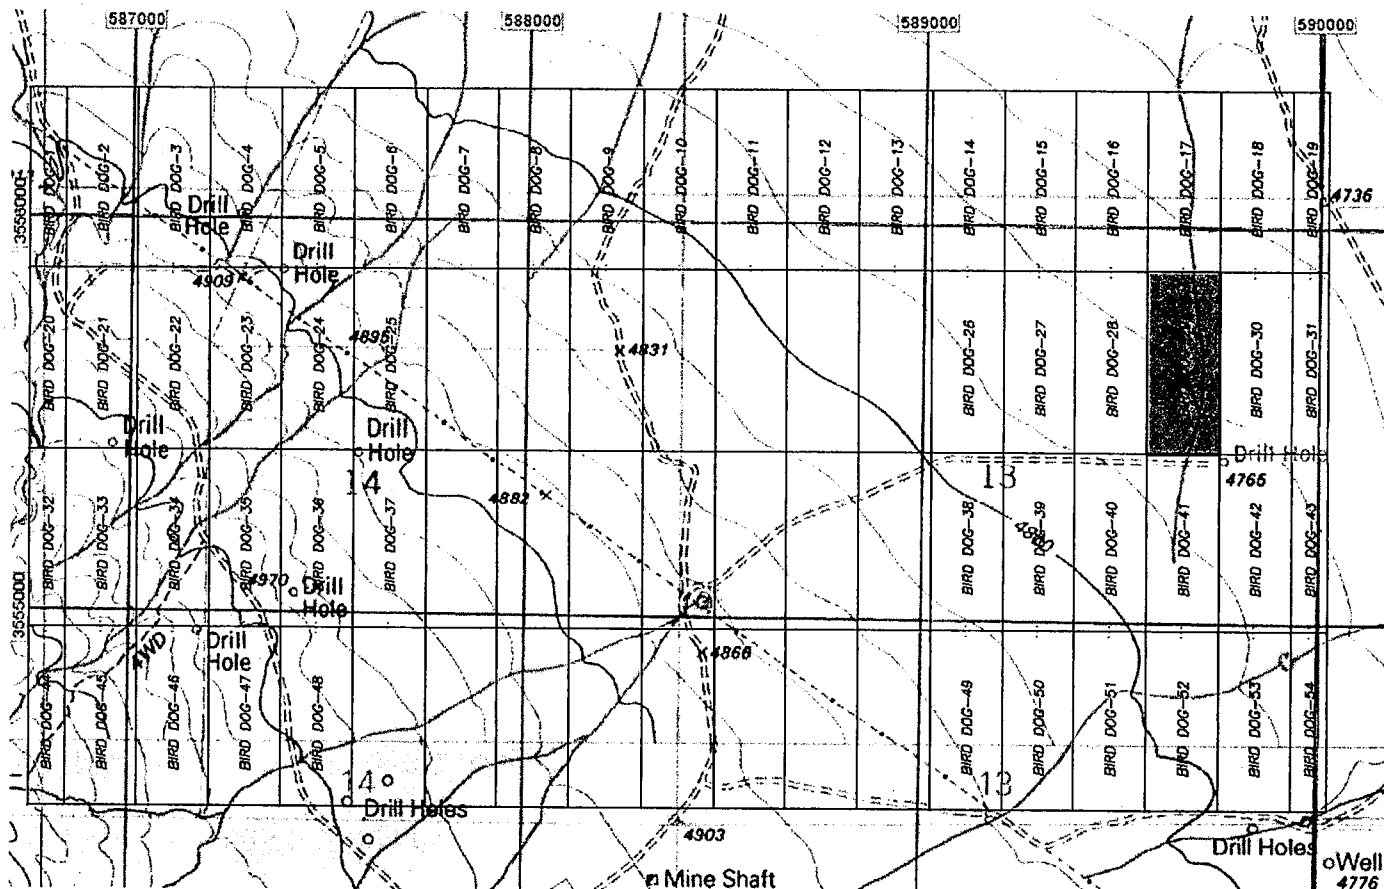 587000
588000
589000
590000
BIRD DOG-1
BIRD DOG-2
BIRD DOG-3
BIRD DOG-4
BIRD DOG-5
BIRD DOG-6
BIRD DOG-7
BIRD DOG-8
BIRD DOG-9
BIRD DOG-10
BIRD DOG-11
BIRD DOG-12
BIRD DOG-13
BIRD DOG-14
BIRD DOG-15
BIRD DOG-16
BIRD DOG-17
BIRD DOG-18
BIRD DOG-19
3556000
4736
Drill
Hole
Drill
Hole
4909
BIRD DOG-20
BIRD DOG-21
BIRD DOG-22
BIRD DOG-23
BIRD DOG-24
BIRD DOG-25
4895
4831
BIRD DOG-26
BIRD DOG-27
BIRD DOG-28
BIRD DOG-30
BIRD DOG-31
Drill
Hole
Drill
Hole
Drill Hole
4765
14
13
4882
BIRD DOG-32
BIRD DOG-33
BIRD DOG-34
BIRD DOG-35
BIRD DOG-36
BIRD DOG-37
BIRD DOG-38
BIRD DOG-39
BIRD DOG-40
BIRD DOG-41
BIRD DOG-42
BIRD DOG-43
4970
Drill
Hole
3555000
4WD
Drill
Hole
4866
BIRD DOG-44
BIRD DOG-45
BIRD DOG-46
BIRD DOG-47
BIRD DOG-48
BIRD DOG-49
BIRD DOG-50
BIRD DOG-51
BIRD DOG-52
BIRD DOG-53
BIRD DOG-54
14
13
Drill Holes
4903
Drill Holes
Mine Shaft
Well
4776